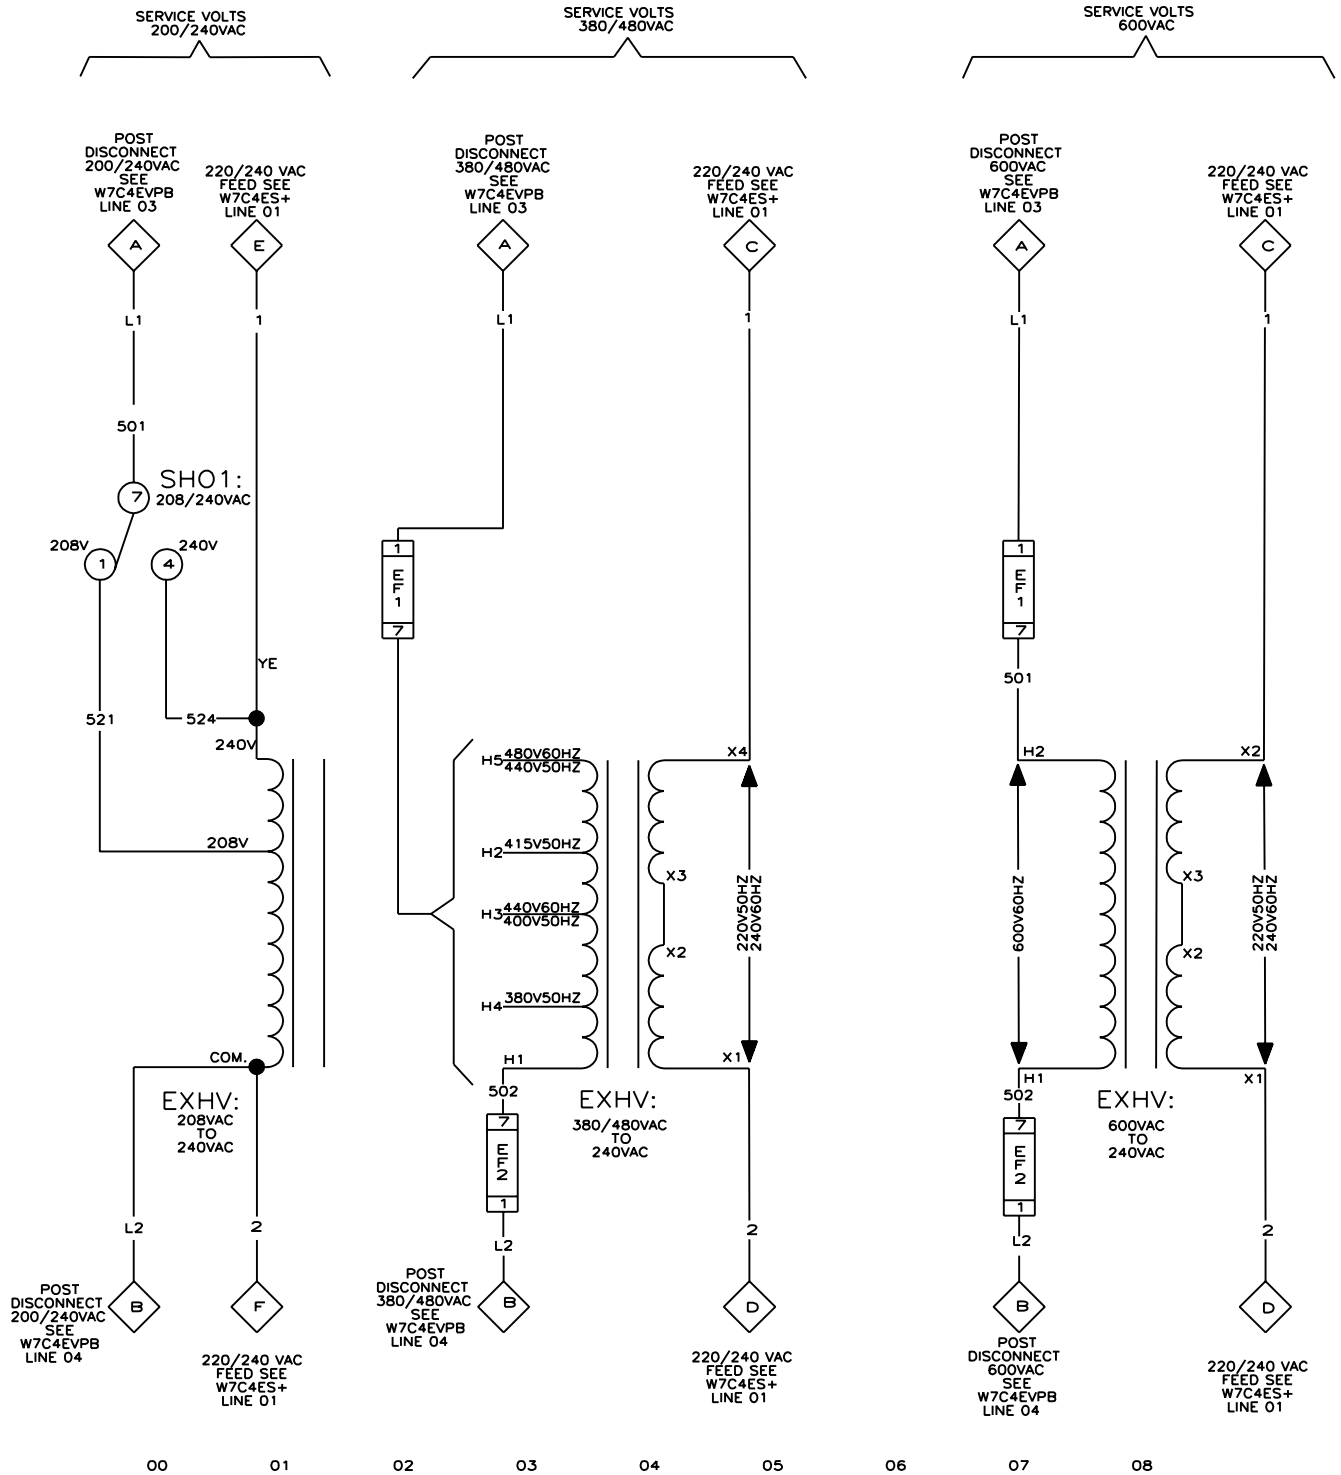 SERVICE VOLTS
200/240VAC
SERVICE VOLTS
380/480VAC
SERVICE VOLTS
600VAC
POST
DISCONNECT
200/240VAC
SEE
W7C4EVPB
LINE 03
220/240 VAC
FEED SEE
W7C4ES+
LINE 01
POST
DISCONNECT
380/480VAC
SEE
W7C4EVPB
LINE 03
220/240 VAC
FEED SEE
W7C4ES+
LINE 01
POST
DISCONNECT
600VAC
SEE
W7C4EVPB
LINE 03
220/240 VAC
FEED SEE
W7C4ES+
LINE 01
A
E
A
C
A
C
L1
1
L1
1
L1
1
501
SH01:
208/240VAC
7
208V
240V
1
4
1
EF1
7
1
EF1
7
YE
501
521
524
240V
208V
COM.
H5
480V60HZ
440V50HZ
H2
415V50HZ
H3
440V60HZ
400V50HZ
H4
380V50HZ
H1
X4
X3
X2
X1
220V50HZ
240V60HZ
H2
600V60HZ
H1
X2
X3
X2
X1
220V50HZ
240V60HZ
EXHV:
208VAC
TO
240VAC
502
7
EF2
1
EXHV:
380/480VAC
TO
240VAC
502
7
EF2
1
EXHV:
600VAC
TO
240VAC
L2
2
L2
2
L2
2
B
F
B
D
B
D
POST
DISCONNECT
200/240VAC
SEE
W7C4EVPB
LINE 04
220/240 VAC
FEED SEE
W7C4ES+
LINE 01
POST
DISCONNECT
380/480VAC
SEE
W7C4EVPB
LINE 04
220/240 VAC
FEED SEE
W7C4ES+
LINE 01
POST
DISCONNECT
600VAC
SEE
W7C4EVPB
LINE 04
220/240 VAC
FEED SEE
W7C4ES+
LINE 01
00 01 02 03 04 05 06 07 08